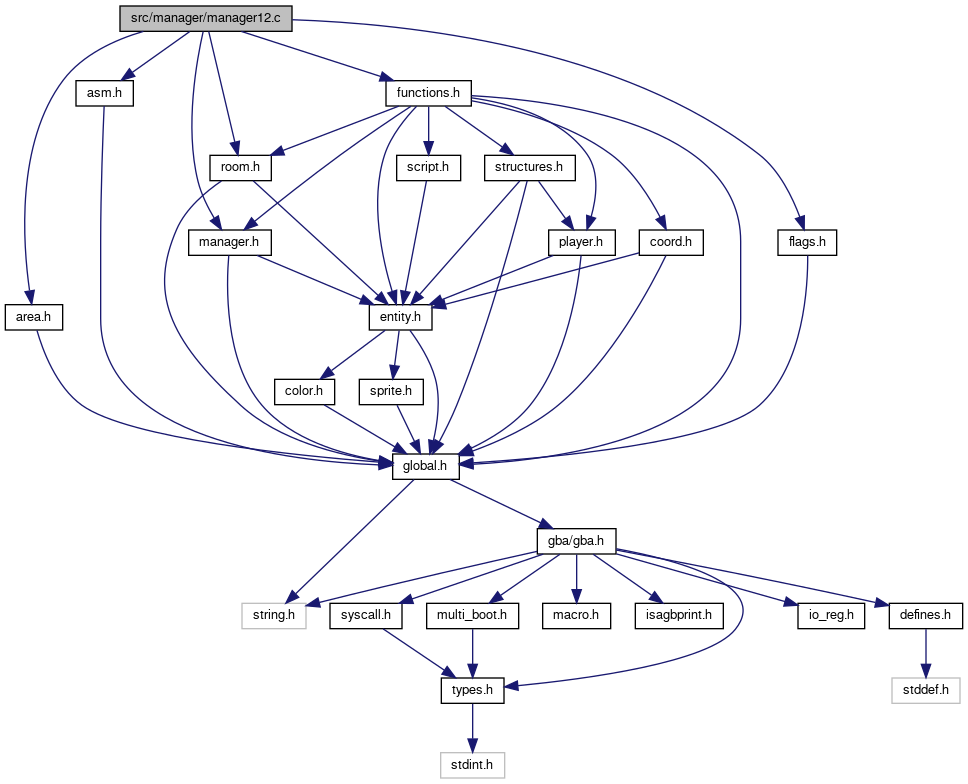 src/manager/manager12.c
asm.h
functions.h
room.h
script.h
structures.h
manager.h
player.h
coord.h
flags.h
area.h
entity.h
color.h
sprite.h
global.h
gba/gba.h
string.h
syscall.h
multi_boot.h
macro.h
isagbprint.h
io_reg.h
defines.h
types.h
stddef.h
stdint.h